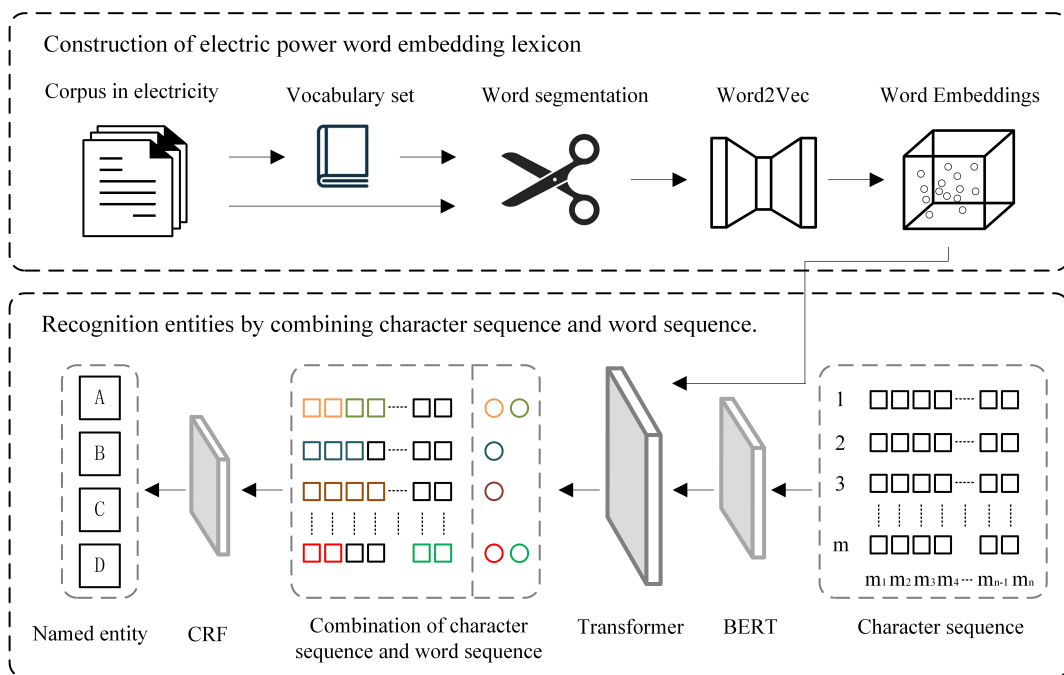 Construction of electric power word embedding lexicon
Corpus in electricity
Vocabulary set
Word segmentation
Word2Vec
Word Embeddings
Recognition entities by combining character sequence and word sequence.
A
B
C
D
1
2
3
m
m1 m2 m3 m4 ··· mn-1 mn
Named entity
CRF
Combination of character
sequence and word sequence
Transformer
BERT
Character sequence